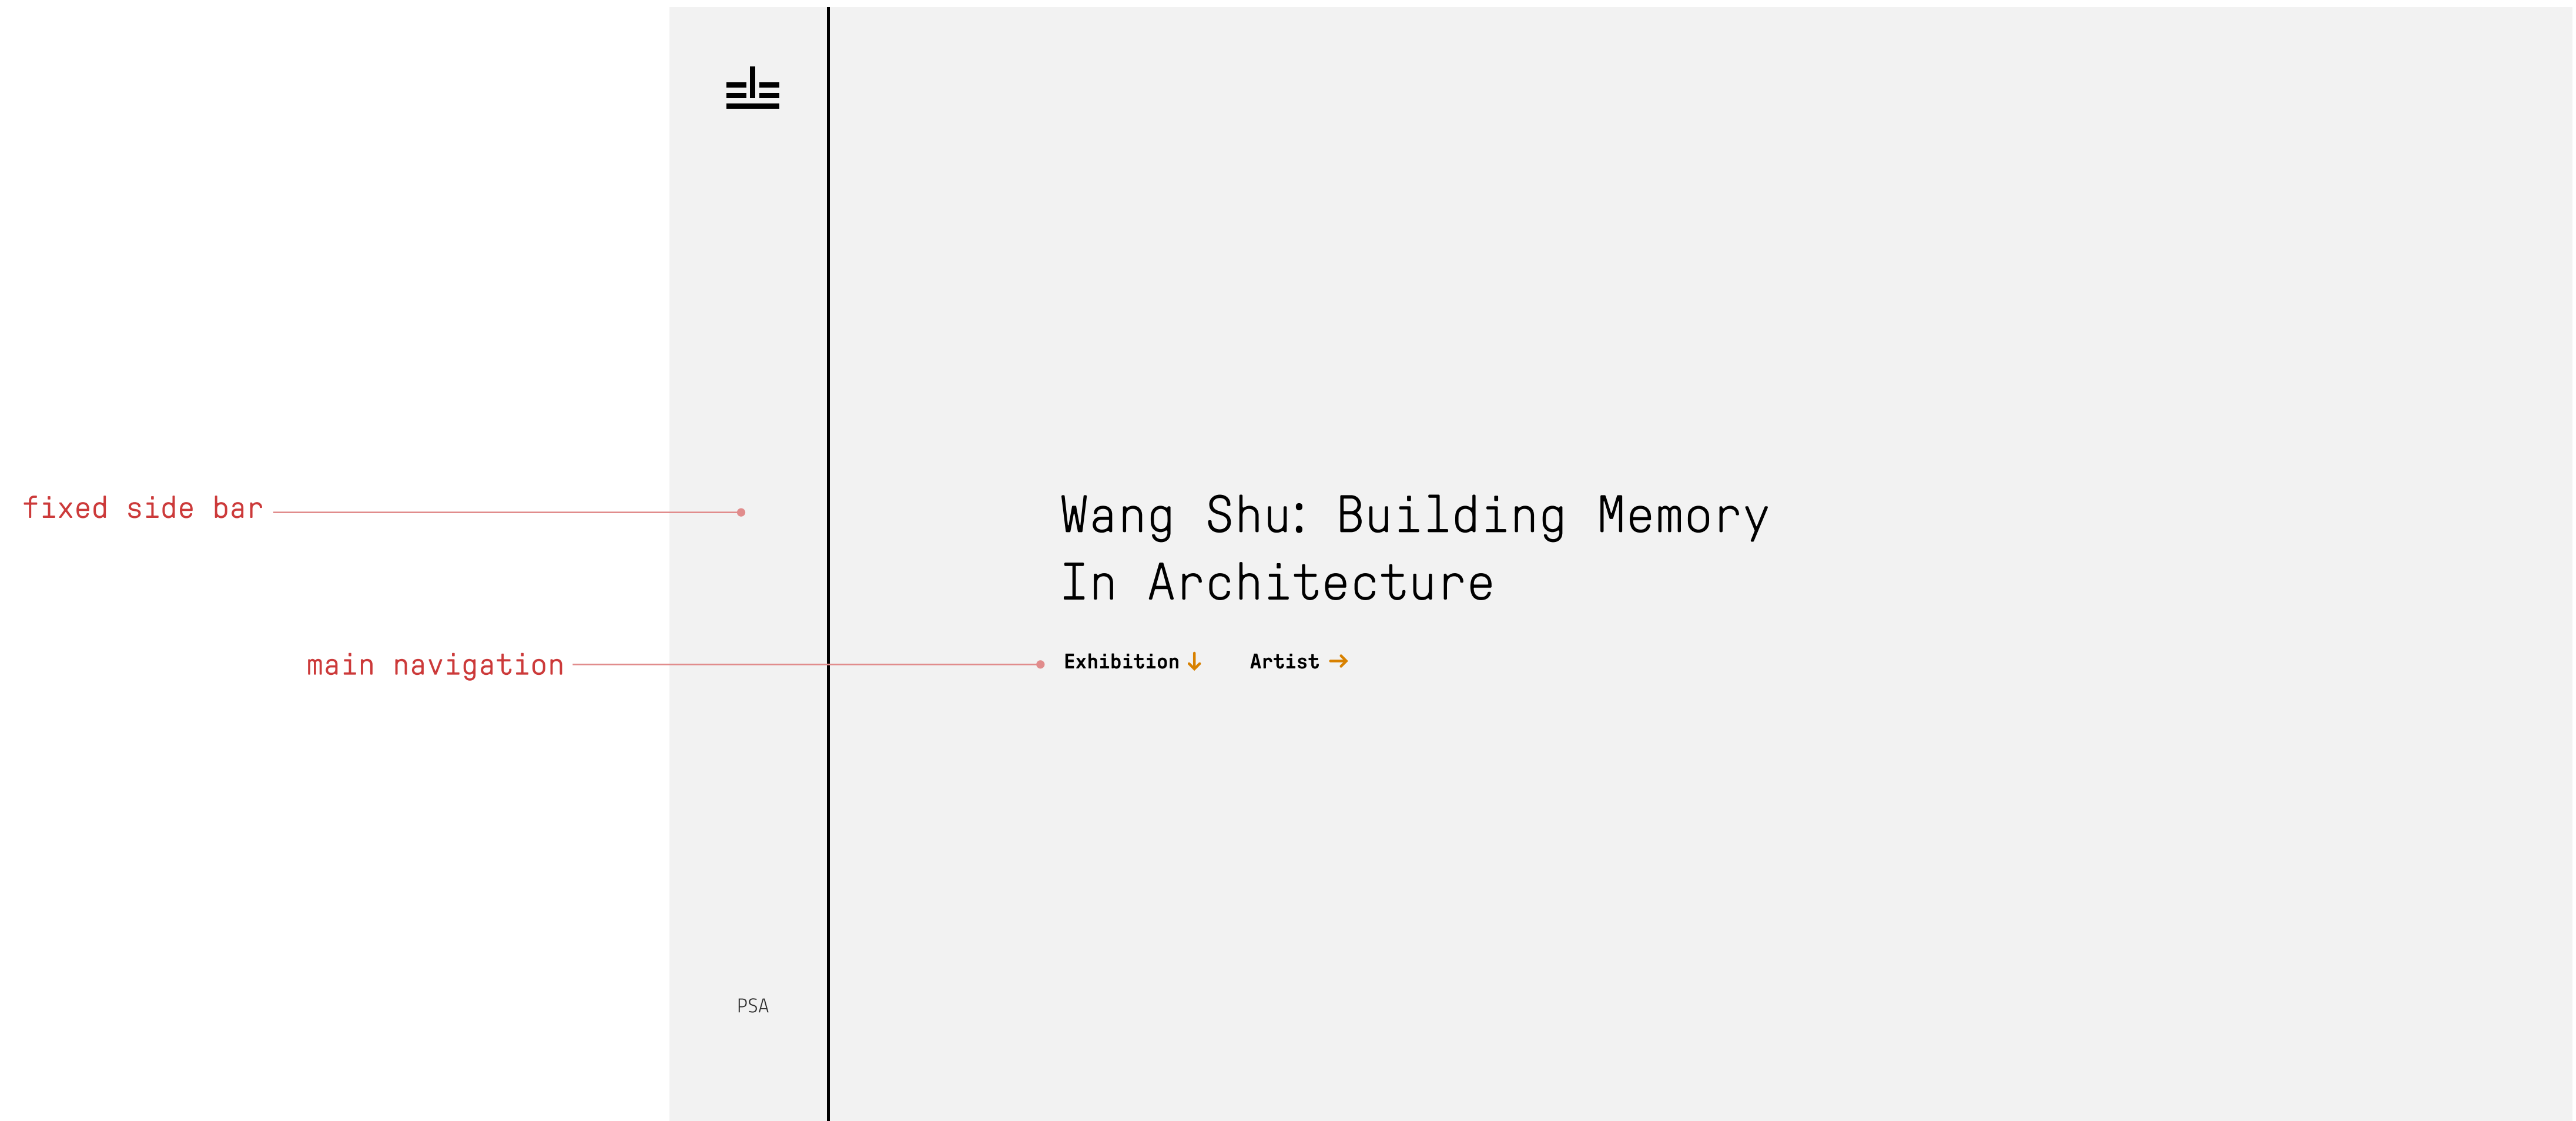 fixed side bar
Wang Shu: Building Memory
In Architecture
main navigation
Exhibition ↓ Artist →
PSA